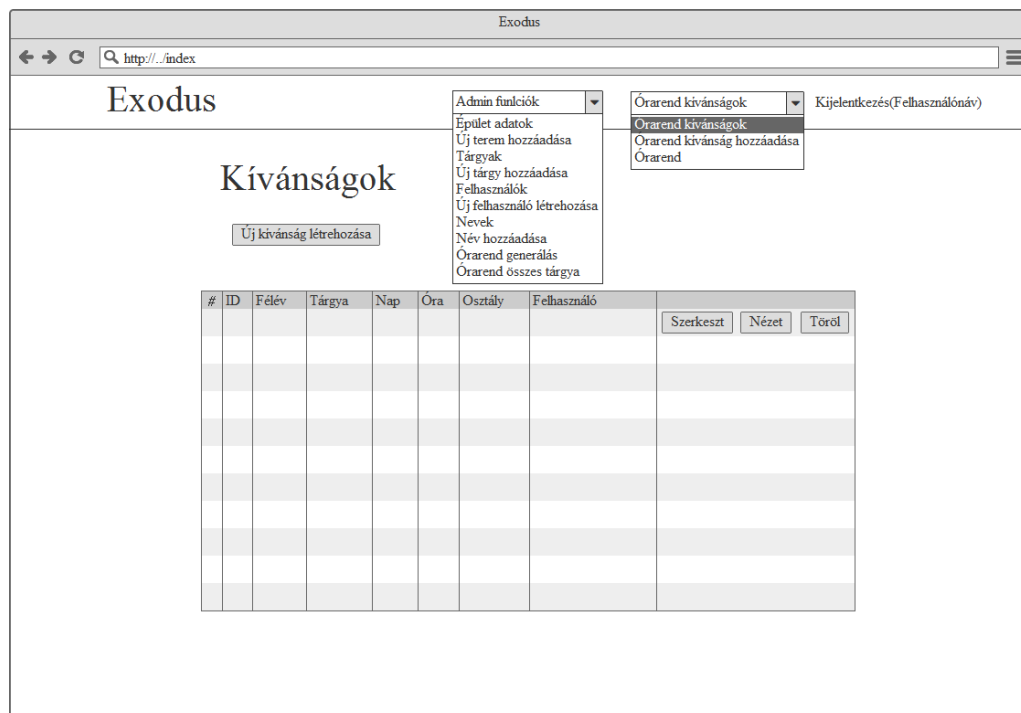 Exodus
http://../index
Exodus
Admin funlciók
Épület adatok
Új terem hozzáadása
Tárgyak
Új tárgy hozzáadása
Felhasználók
Új felhasználó létrehozása
Nevek
Név hozzáadása
Órarend generálás
Órarend összes tárgya
Órarend kívánságok
Órarend kívánságok
Órarend kívánság hozzáadása
Órarend
Kijelentkezés(Felhasználónáv)
Kívánságok
Új kívánság létrehozása
# ID Félév Tárgya Nap Óra Osztály Felhasználó
Szerkeszt Nézet Töröl